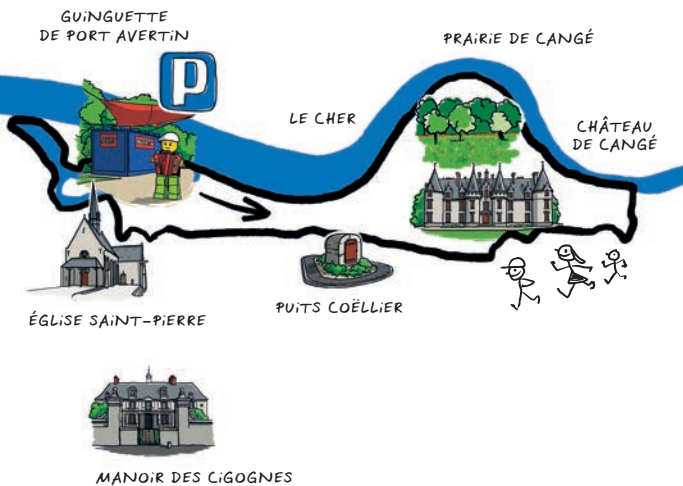 GUINGUETTE
DE PORT AVERTIN
P
PRAIRIE DE CANGÉ
LE CHER
CHÂTEAU
DE CANGÉ
ÉGLISE SAINT-PIERRE
PUITS COËLLIER
MANOIR DES CIGOGNES